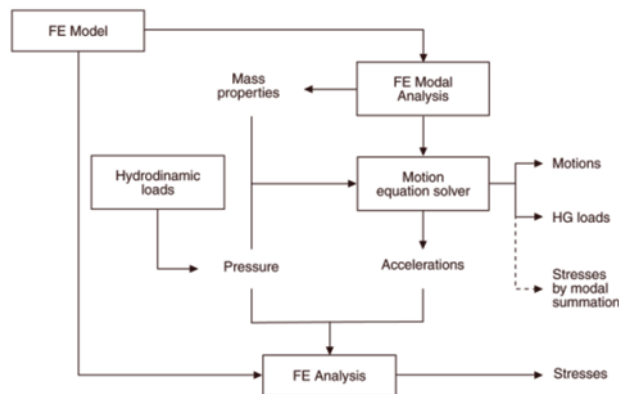 FE Model
Mass
properties
FE Modal
Analysis
Hydrodinamic
loads
Motion
equation solver
Motions
HG loads
Pressure
Accelerations
Stresses
by modal
summation
FE Analysis
Stresses